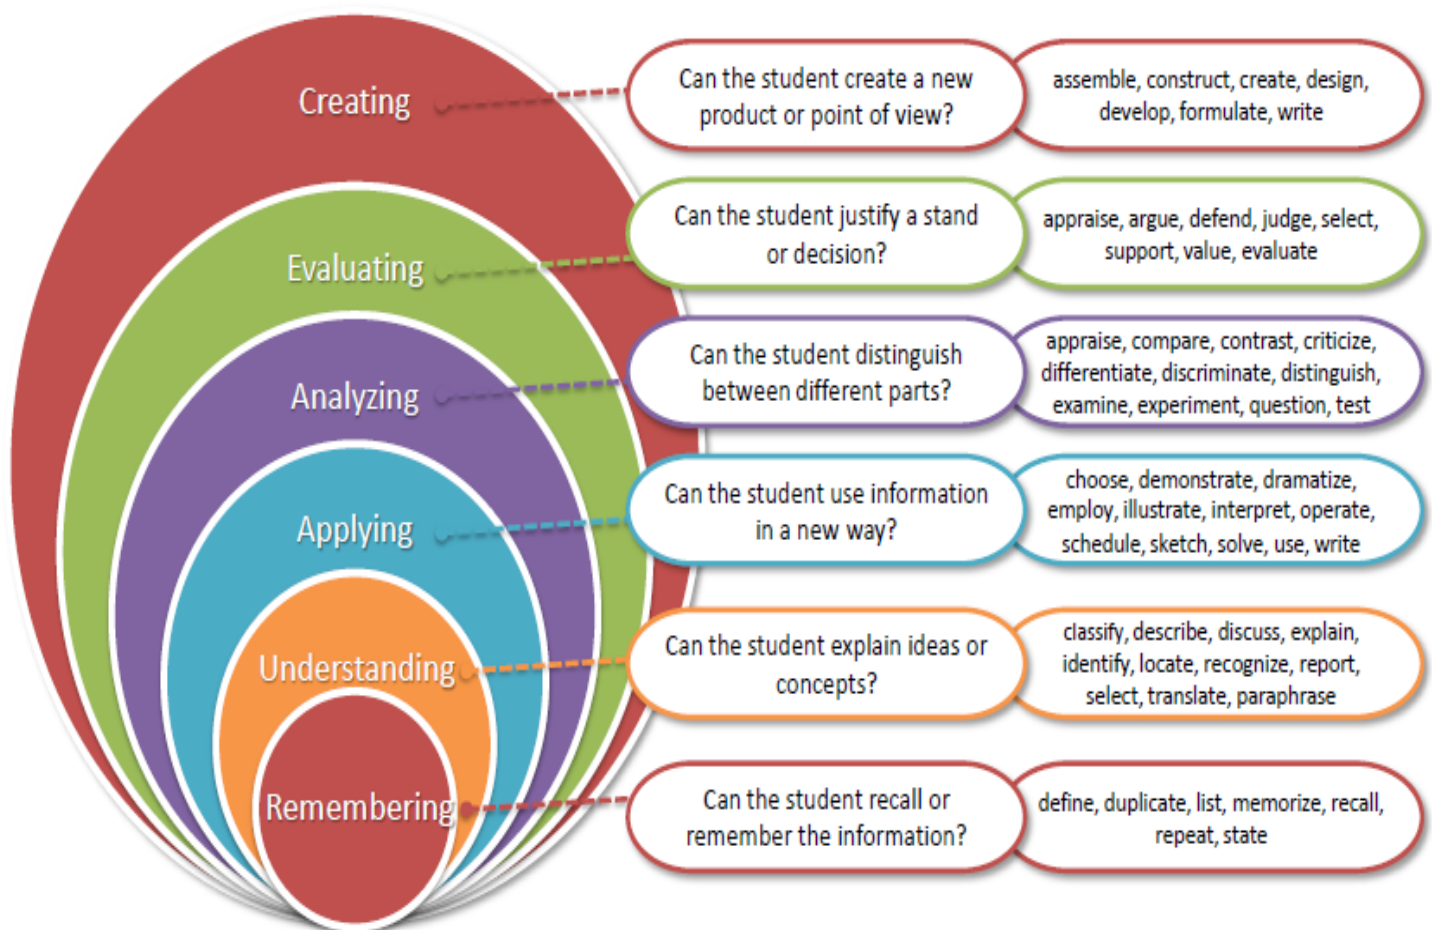 Creating
Can the student create a new
product or point of view?
assemble, construct, create, design,
develop, formulate, write
Evaluating
Can the student justify a stand
or decision?
appraise, argue, defend, judge, select,
support, value, evaluate
Analyzing
Can the student distinguish
between different parts?
appraise, compare, contrast, criticize,
differentiate, discriminate, distinguish,
examine, experiment, question, test
Applying
Can the student use information
in a new way?
choose, demonstrate, dramatize,
employ, illustrate, interpret, operate,
schedule, sketch, solve, use, write
Understanding
Can the student explain ideas or
concepts?
classify, describe, discuss, explain,
identify, locate, recognize, report,
select, translate, paraphrase
Remembering
Can the student recall or
remember the information?
define, duplicate, list, memorize, recall,
repeat, state